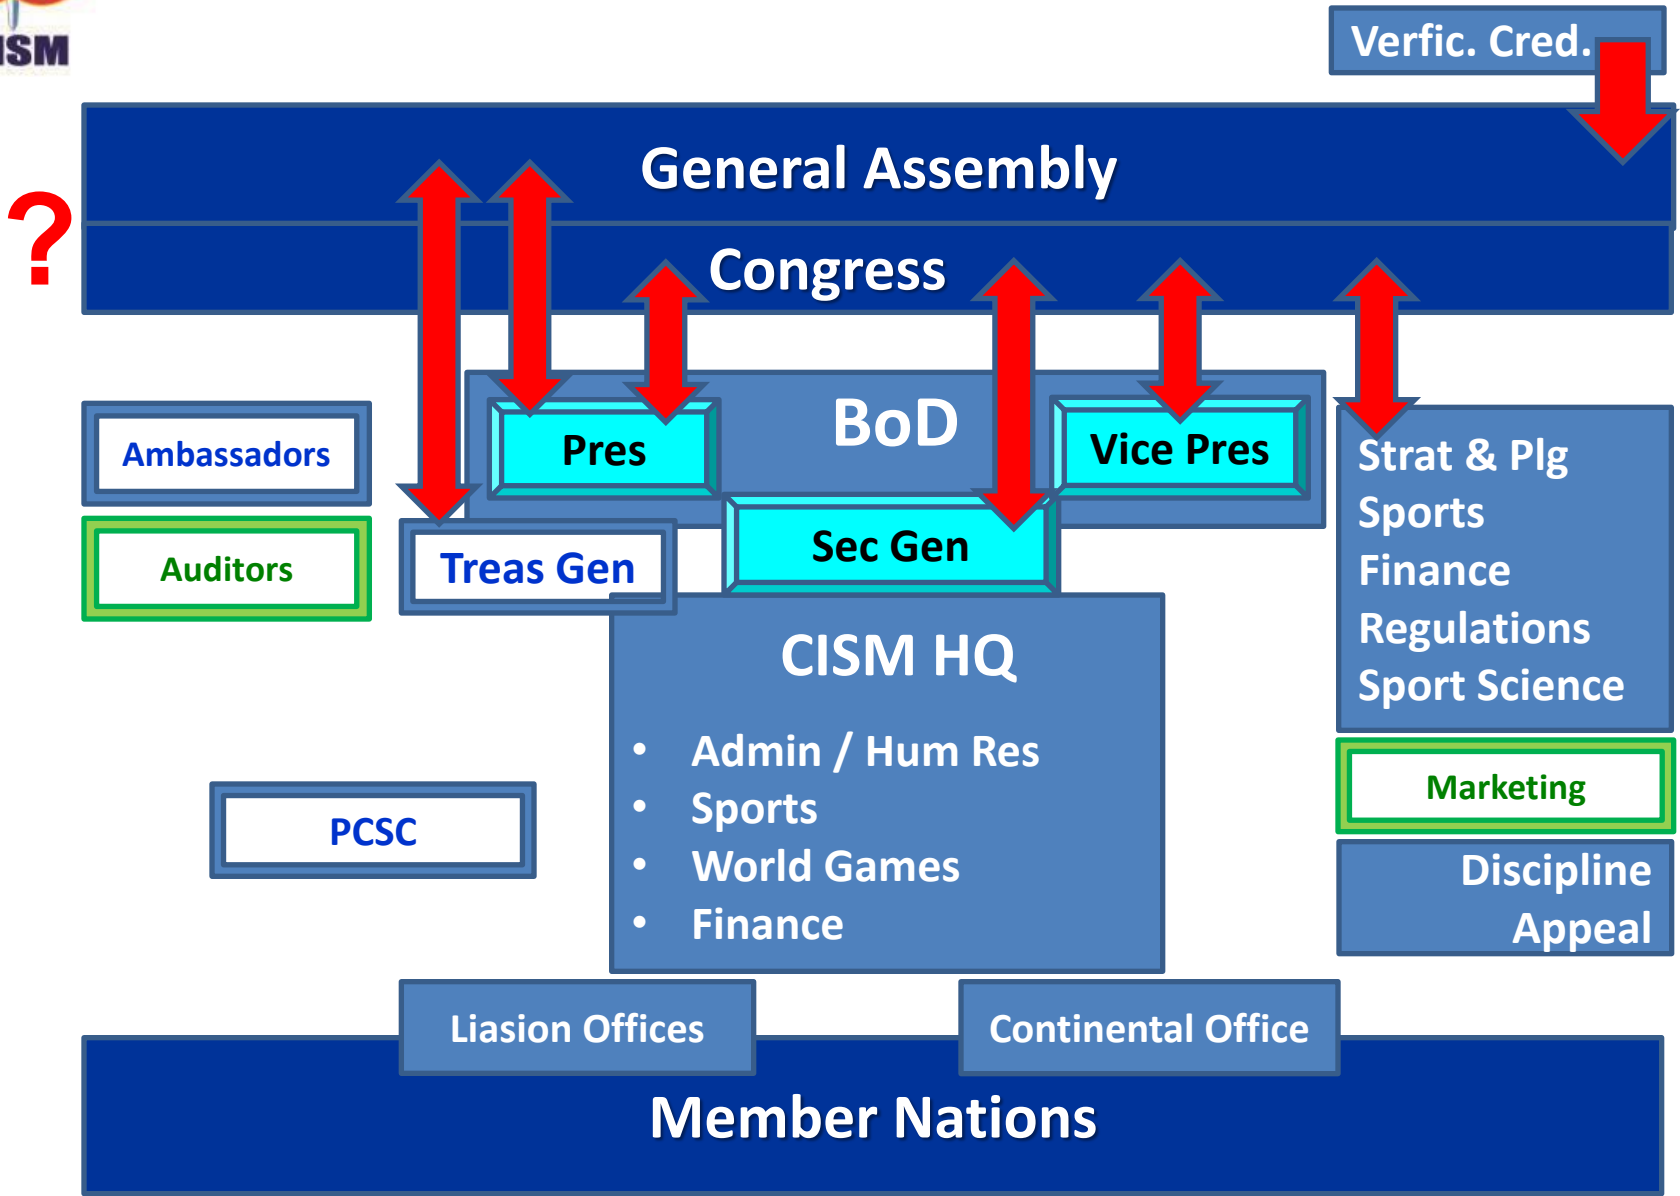 ISM
Verfic. Cred.
General Assembly
?
Congress
BoD
Pres
Vice Pres
Ambassadors
Sec Gen
Auditors
Treas Gen
Strat & Plg
Sports
Finance
Regulations
Sport Science
CISM HQ
• Admin / Hum Res
• Sports
• World Games
• Finance
Marketing
PCSC
Discipline
Appeal
Liasion Offices
Continental Office
Member Nations